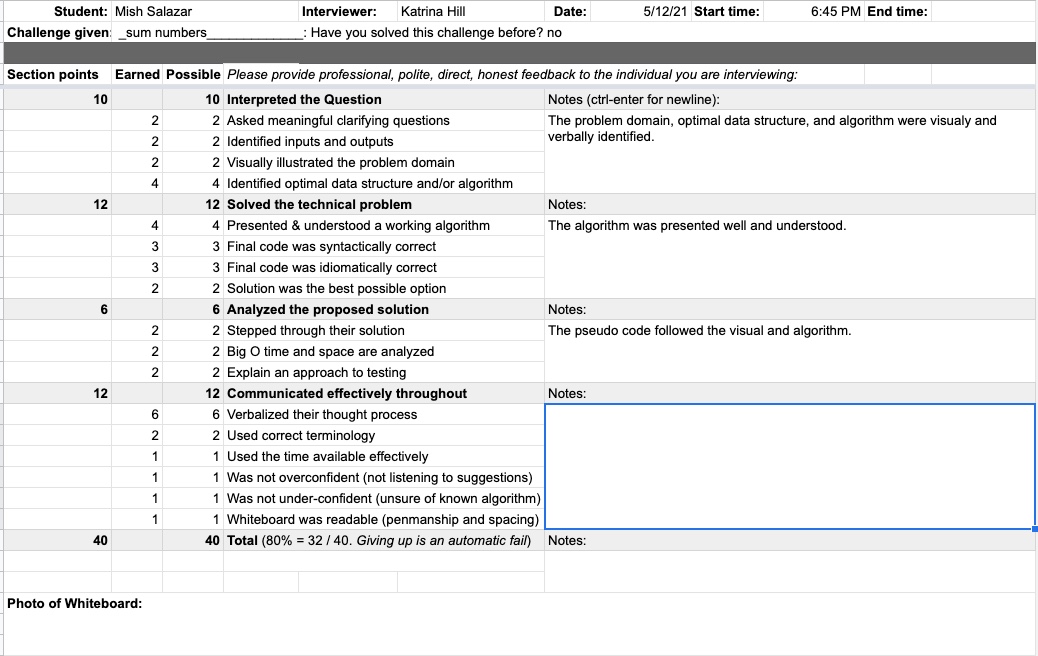 Student: Mish Salazar Interviewer: Katrina Hill Date: 5/12/21 Start time: 6:45 PM End time:
Challenge given: _sum numbers_____________: Have you solved this challenge before? no
Section points Earned Possible Please provide professional, polite, direct, honest feedback to the individual you are interviewing:
10 10 Interpreted the Question Notes (ctrl-enter for newline):
2 2 Asked meaningful clarifying questions The problem domain, optimal data structure, and algorithm were visualy and
verbally identified.
2 2 Identified inputs and outputs
2 2 Visually illustrated the problem domain
4 4 Identified optimal data structure and/or algorithm
12 12 Solved the technical problem Notes:
4 4 Presented & understood a working algorithm The algorithm was presented well and understood.
3 3 Final code was syntactically correct
3 3 Final code was idiomatically correct
2 2 Solution was the best possible option
6 6 Analyzed the proposed solution Notes:
2 2 Stepped through their solution The pseudo code followed the visual and algorithm.
2 2 Big O time and space are analyzed
2 2 Explain an approach to testing
12 12 Communicated effectively throughout Notes:
6 6 Verbalized their thought process
2 2 Used correct terminology
1 1 Used the time available effectively
1 1 Was not overconfident (not listening to suggestions)
1 1 Was not under-confident (unsure of known algorithm)
1 1 Whiteboard was readable (penmanship and spacing)
40 40 Total (80% = 32 / 40. Giving up is an automatic fail) Notes:
Photo of Whiteboard: